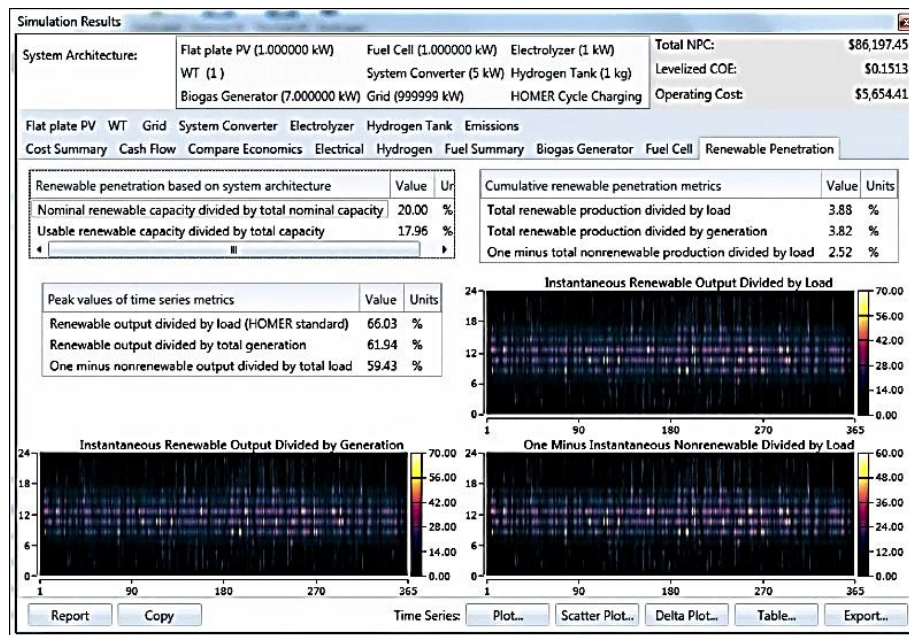 Simulation Results
System Architecture:
Flat plate PV (1.000000 kW) Fuel Cell (1.000000 kW) Electrolyzer (1 kW)
WT (1 ) System Converter (5 kW) Hydrogen Tank (1 kg)
Biogas Generator (7.000000 kW) Grid (999999 kW) HOMER Cycle Charging
Total NPC: $86,197.45
Levelized COE: $0.1513
Operating Cost: $5,654.41
Flat plate PV WT Grid System Converter Electrolyzer Hydrogen Tank Emissions
Cost Summary Cash Flow Compare Economics Electrical Hydrogen Fuel Summary Biogas Generator Fuel Cell Renewable Penetration
Renewable penetration based on system architecture Value Ur
Nominal renewable capacity divided by total nominal capacity 20.00 %
Usable renewable capacity divided by total capacity 17.96 %
Cumulative renewable penetration metrics Value Units
Total renewable production divided by load 3.88 %
Total renewable production divided by generation 3.82 %
One minus total nonrenewable production divided by load 2.52 %
Peak values of time series metrics Value Units
Renewable output divided by load (HOMER standard) 66.03 %
Renewable output divided by total generation 61.94 %
One minus nonrenewable output divided by total load 59.43 %
Instantaneous Renewable Output Divided by Load
24
18
12
6
0
1 90 180 270 365
70.00
56.00
42.00
28.00
14.00
0.00
Instantaneous Renewable Output Divided by Generation
24
18
12
6
0
1 90 180 270 365
70.00
56.00
42.00
28.00
14.00
0.00
One Minus Instantaneous Nonrenewable Divided by Load
24
18
12
6
0
1 90 180 270 365
60.00
48.00
36.00
24.00
12.00
0.00
Report Copy Time Series: Plot... Scatter Plot... Delta Plot... Table... Export...